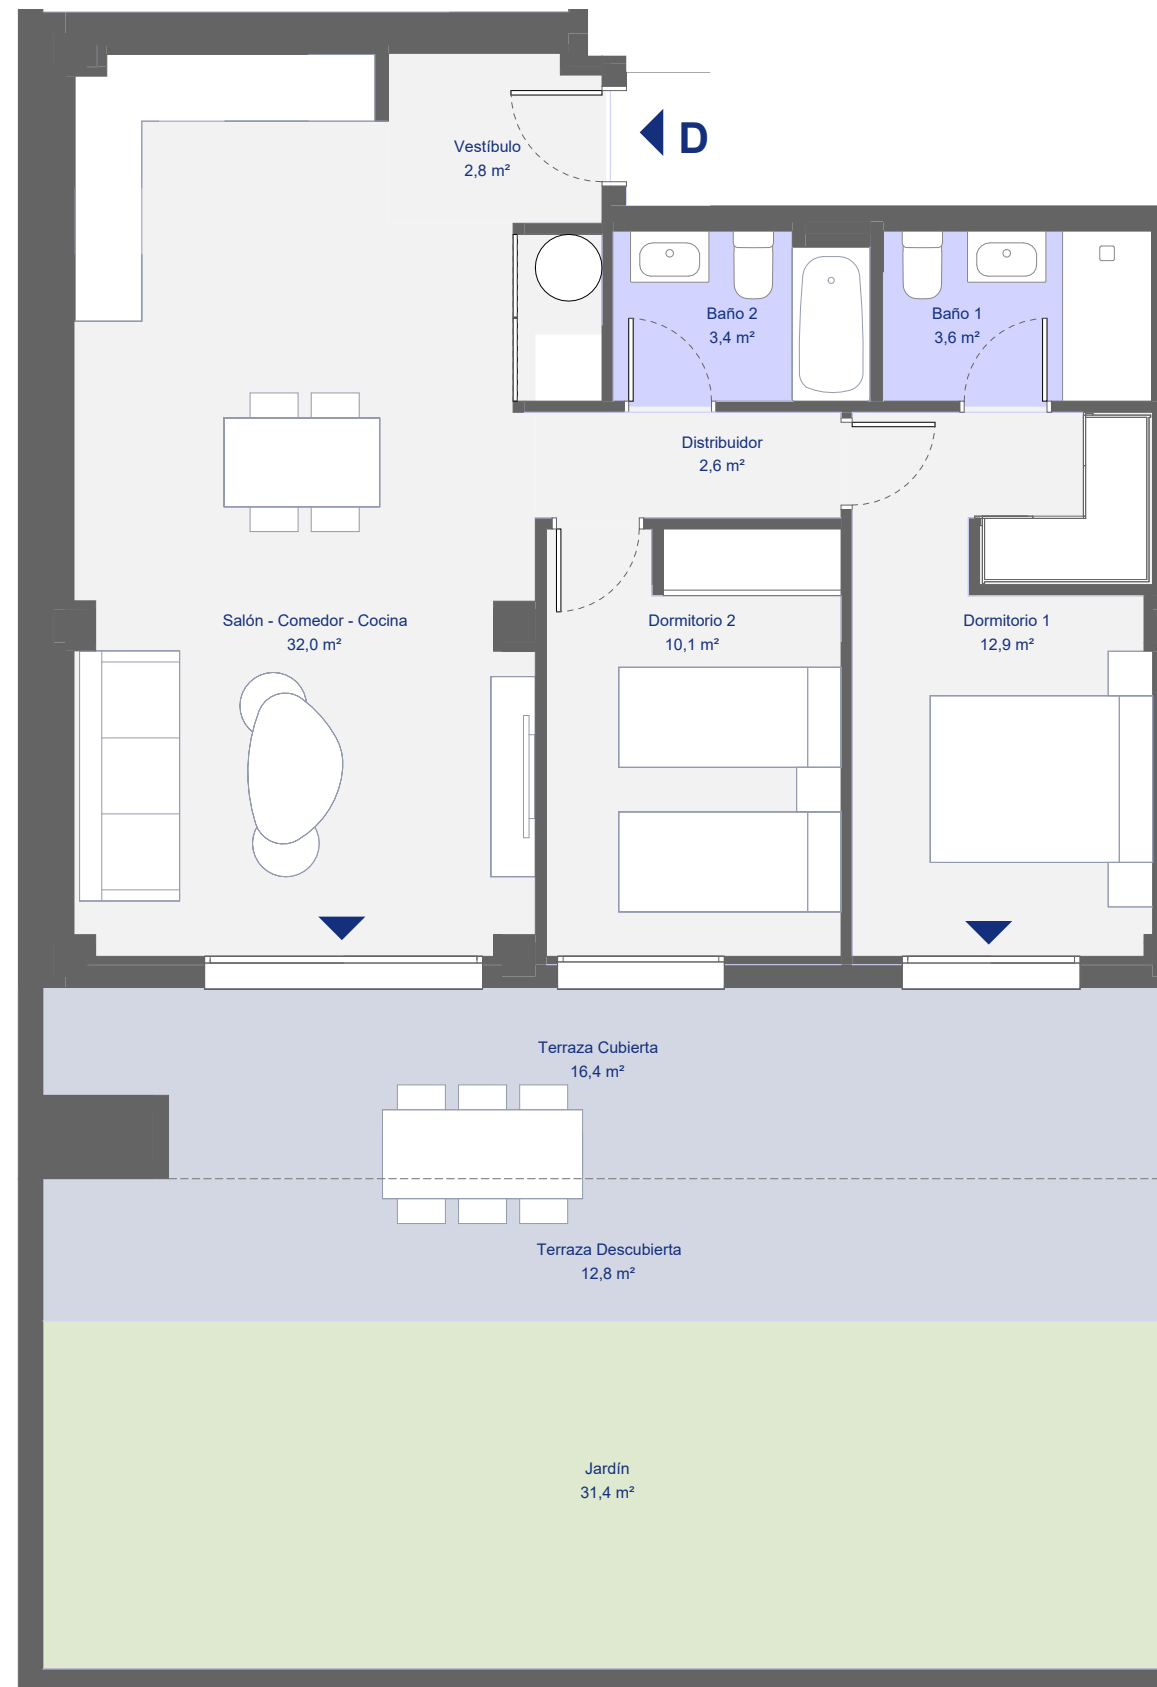 D
Vestíbulo
2,8 m²
Baño 2
3,4 m²
Baño 1
3,6 m²
Distribuidor
2,6 m²
Salón - Comedor - Cocina
32,0 m²
Dormitorio 2
10,1 m²
Dormitorio 1
12,9 m²
Terraza Cubierta
16,4 m²
Terraza Descubierta
12,8 m²
Jardín
31,4 m²